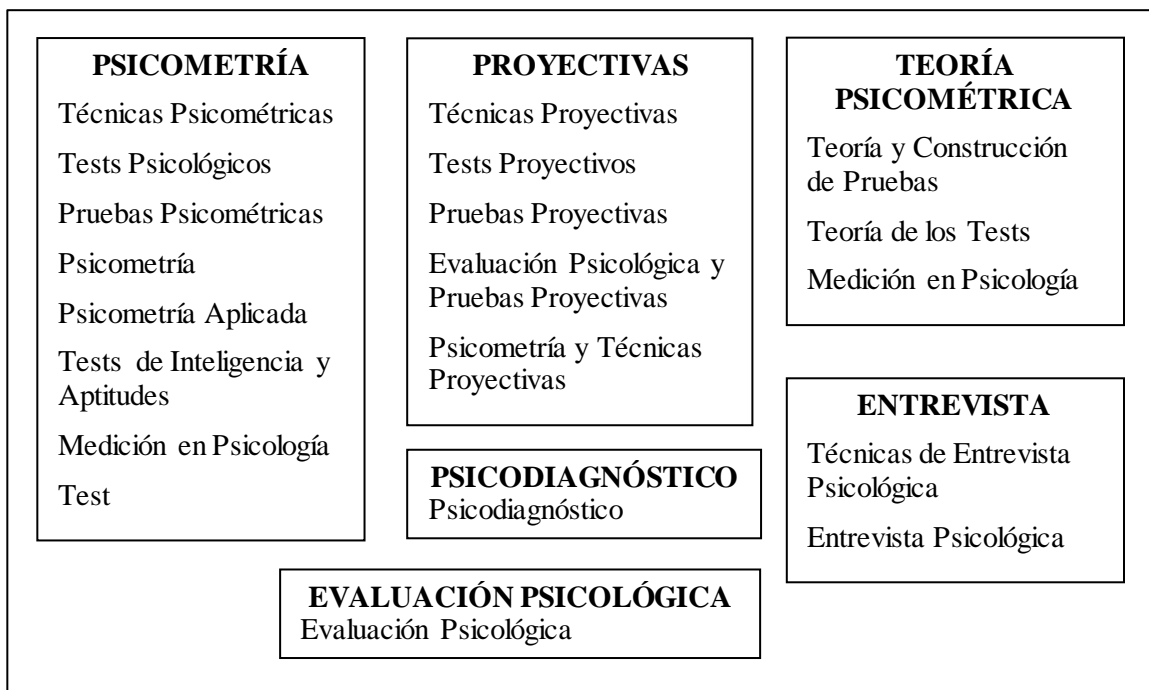 PSICOMETRÍA
Técnicas Psicométricas
Tests Psicológicos
Pruebas Psicométricas
Psicometría
Psicometría Aplicada
Tests de Inteligencia y
Aptitudes
Medición en Psicología
Test
PROYECTIVAS
Técnicas Proyectivas
Tests Proyectivos
Pruebas Proyectivas
Evaluación Psicológica y
Pruebas Proyectivas
Psicometría y Técnicas
Proyectivas
TEORÍA
PSICOMÉTRICA
Teoría y Construcción
de Pruebas
Teoría de los Tests
Medición en Psicología
PSICODIAGNÓSTICO
Psicodiagnóstico
ENTREVISTA
Técnicas de Entrevista
Psicológica
Entrevista Psicológica
EVALUACIÓN PSICOLÓGICA
Evaluación Psicológica